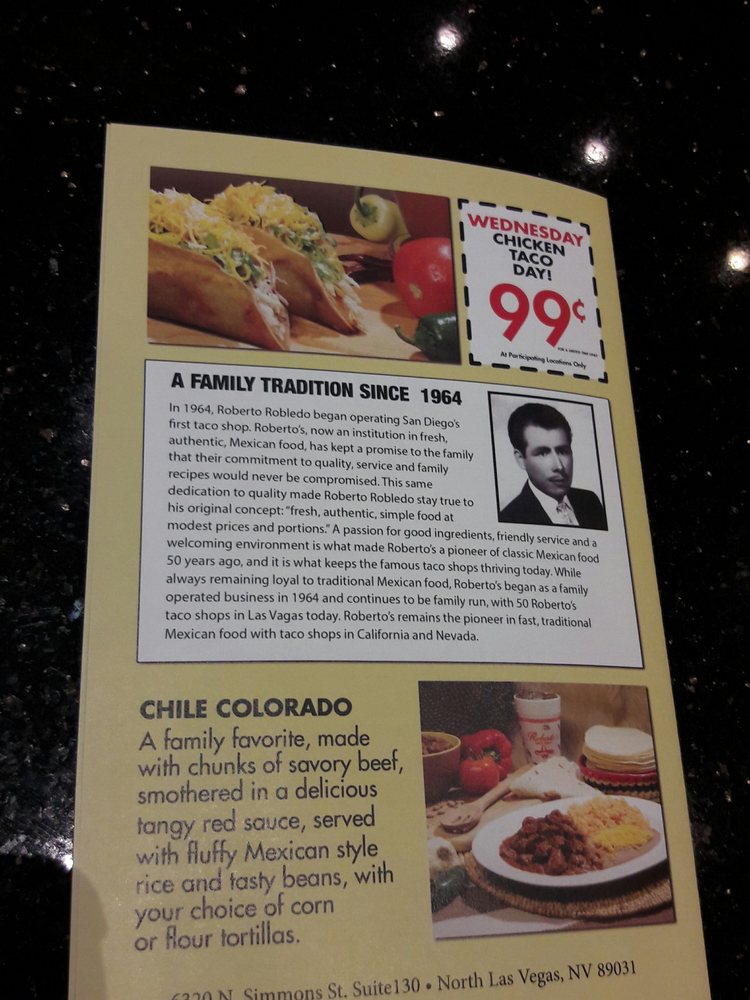 WEDNESDAY
CHICKEN
TACO
DAY!
99¢
At Participating Locations Only
A FAMILY TRADITION SINCE 1964
In 1964, Roberto Robledo began operating San Diego's
first taco shop. Roberto's, now an institution in fresh,
authentic, Mexican food, has kept a promise to the family
that their commitment to quality, service and family
recipes would never be compromised. This same
dedication to quality made Roberto Robledo stay true to
his original concept: "fresh, authentic, simple food at
modest prices and portions." A passion for good ingredients, friendly service and a
welcoming environment is what made Roberto's a pioneer of classic Mexican food
50 years ago, and it is what keeps the famous taco shops thriving today. While
always remaining loyal to traditional Mexican food, Roberto's began as a family
operated business in 1964 and continues to be family run, with 50 Roberto's
taco shops in Las Vagas today. Roberto's remains the pioneer in fast, traditional
Mexican food with taco shops in California and Nevada.
CHILE COLORADO
A family favorite, made
with chunks of savory beef,
smothered in a delicious
tangy red sauce, served
with fluffy Mexican style
rice and tasty beans, with
your choice of corn
or flour tortillas.
6320 N. Simmons St. Suite130 • North Las Vegas, NV 89031